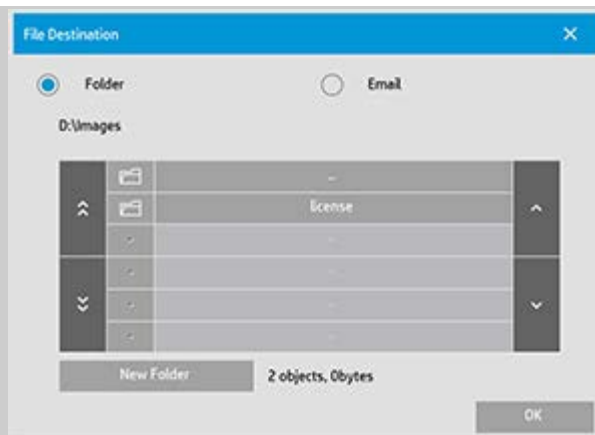 File Destination
Folder
Email
D:\Images
..
license
New Folder
2 objects, 0bytes
OK